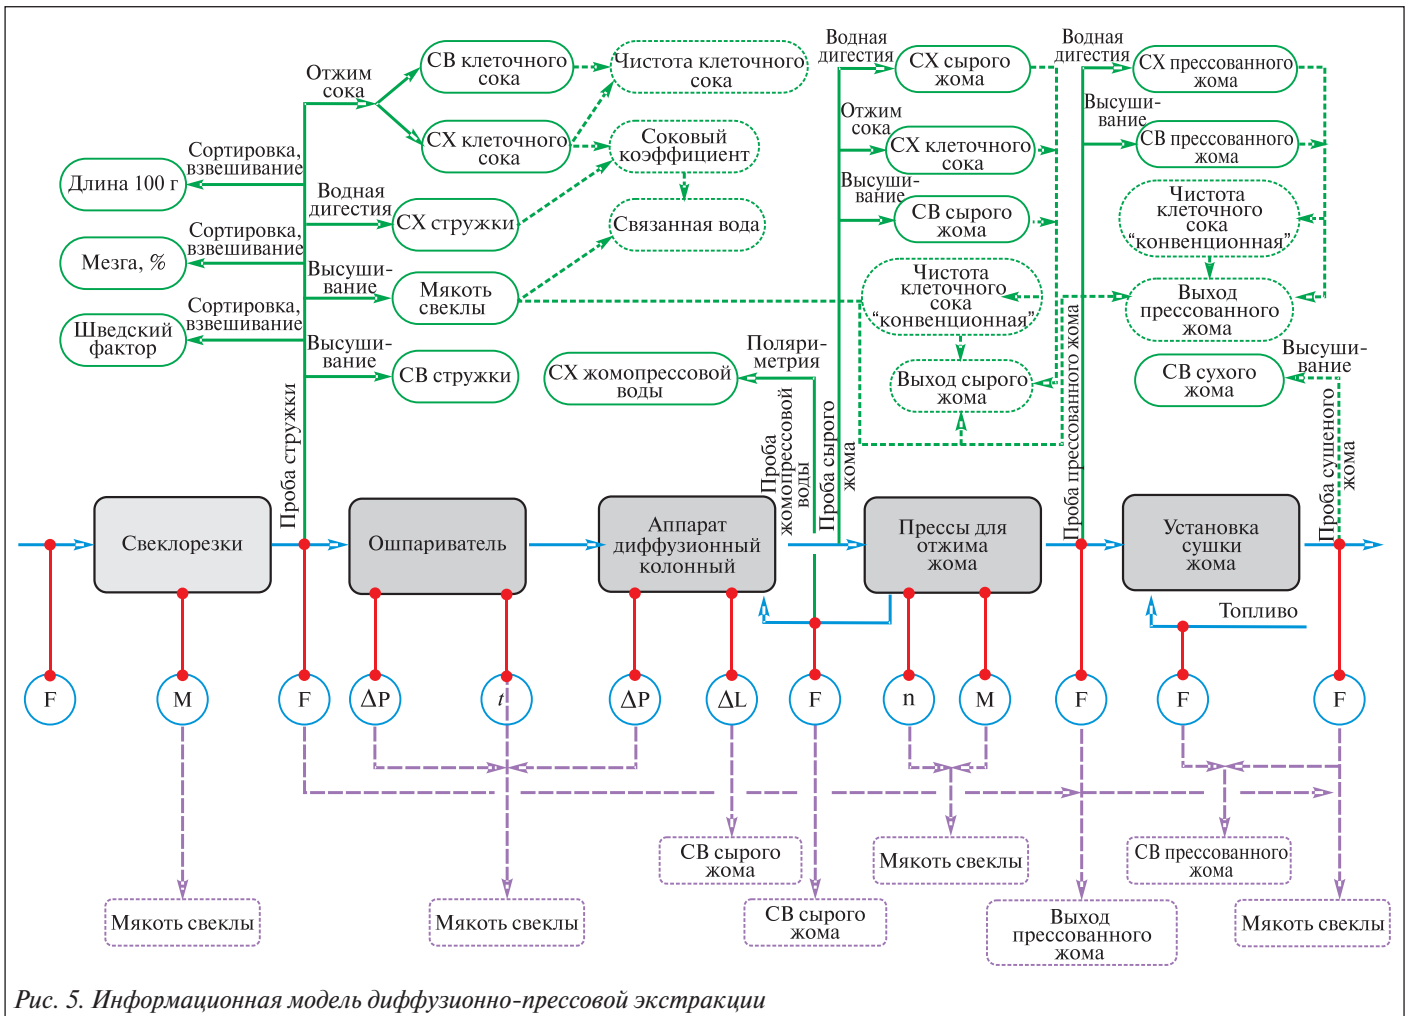 Отжим
сока
СВ клеточного
сока
Чистота клеточного
сока
СХ клеточного
сока
Соковый
коэффициент
Сортировка,
взвешивание
Длина 100 г
Водная
дигестия
СХ стружки
Связанная вода
Сортировка,
взвешивание
Мезга, %
Высуши-
вание
Мякоть
свеклы
Сортировка,
взвешивание
Шведский
фактор
Высуши-
вание
СВ стружки
Проба стружки
Водная
дигестия
СХ сырого
жома
Отжим
сока
СХ клеточного
сока
Высуши-
вание
СВ сырого
жома
Чистота
клеточного
сока
“конвенционная”
Выход сырого
жома
Поляри-
метрия
СХ жомопрессовой
воды
Проба
жомопрессовой
воды
Проба сырого
жома
Водная
дигестия
СХ прессованного
жома
Высуши-
вание
СВ прессованного
жома
Чистота
клеточного
сока
“конвенционная”
Выход
прессованного
жома
Высуши-
вание
СВ сухого
жома
Проба прессованного жома
Проба сушеного
жома
Свеклорезки
Ошпариватель
Аппарат
диффузионный
колонный
Прессы для
отжима
жома
Установка
сушки
жома
Топливо
F
M
F
ΔP
t
ΔP
ΔL
F
n
M
F
F
F
СВ сырого
жома
Мякоть свеклы
СВ прессованного
жома
Мякоть свеклы
Мякоть свеклы
СВ сырого
жома
Выход
прессованного
жома
Мякоть свеклы
Рис. 5. Информационная модель диффузионно-прессовой экстракции